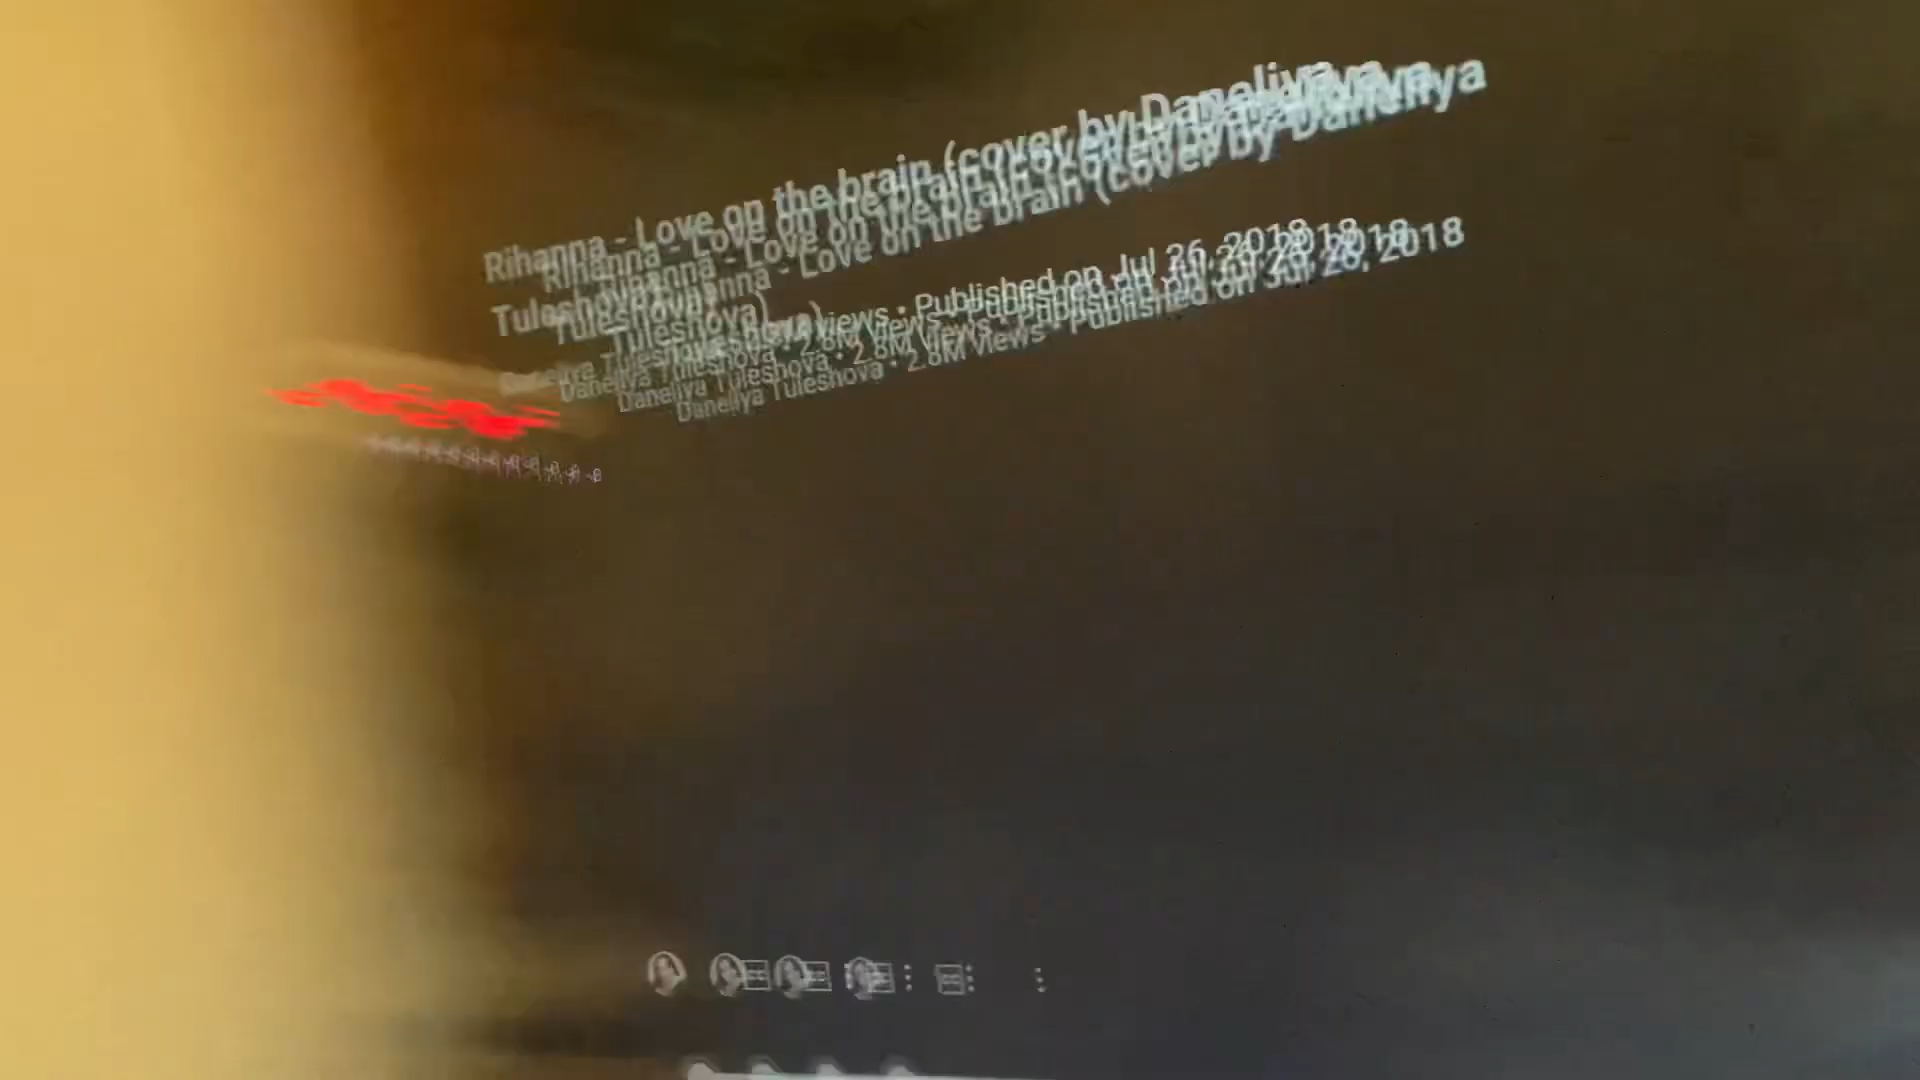 Rihanna - Love on the brain (cover by Daneliya
Tuleshova)
Daneliya Tuleshova • 2.8M views • Published on Jul 26, 2018